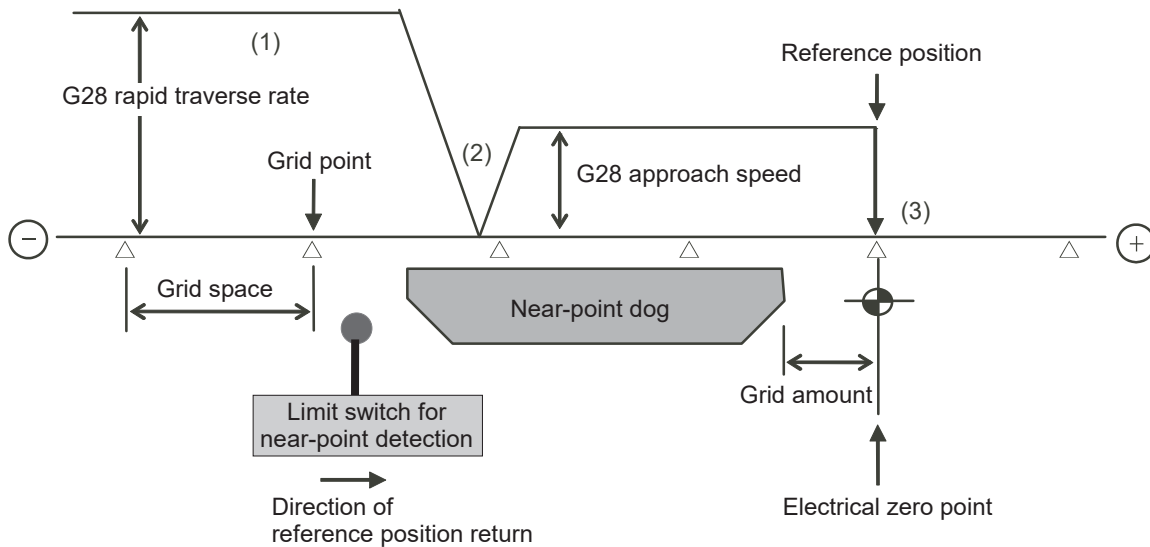 (1)
Reference position
G28 rapid traverse rate
Grid point
(2)
G28 approach speed
(3)
−
+
Grid space
Near-point dog
Grid amount
Limit switch for
near-point detection
Direction of
reference position return
Electrical zero point